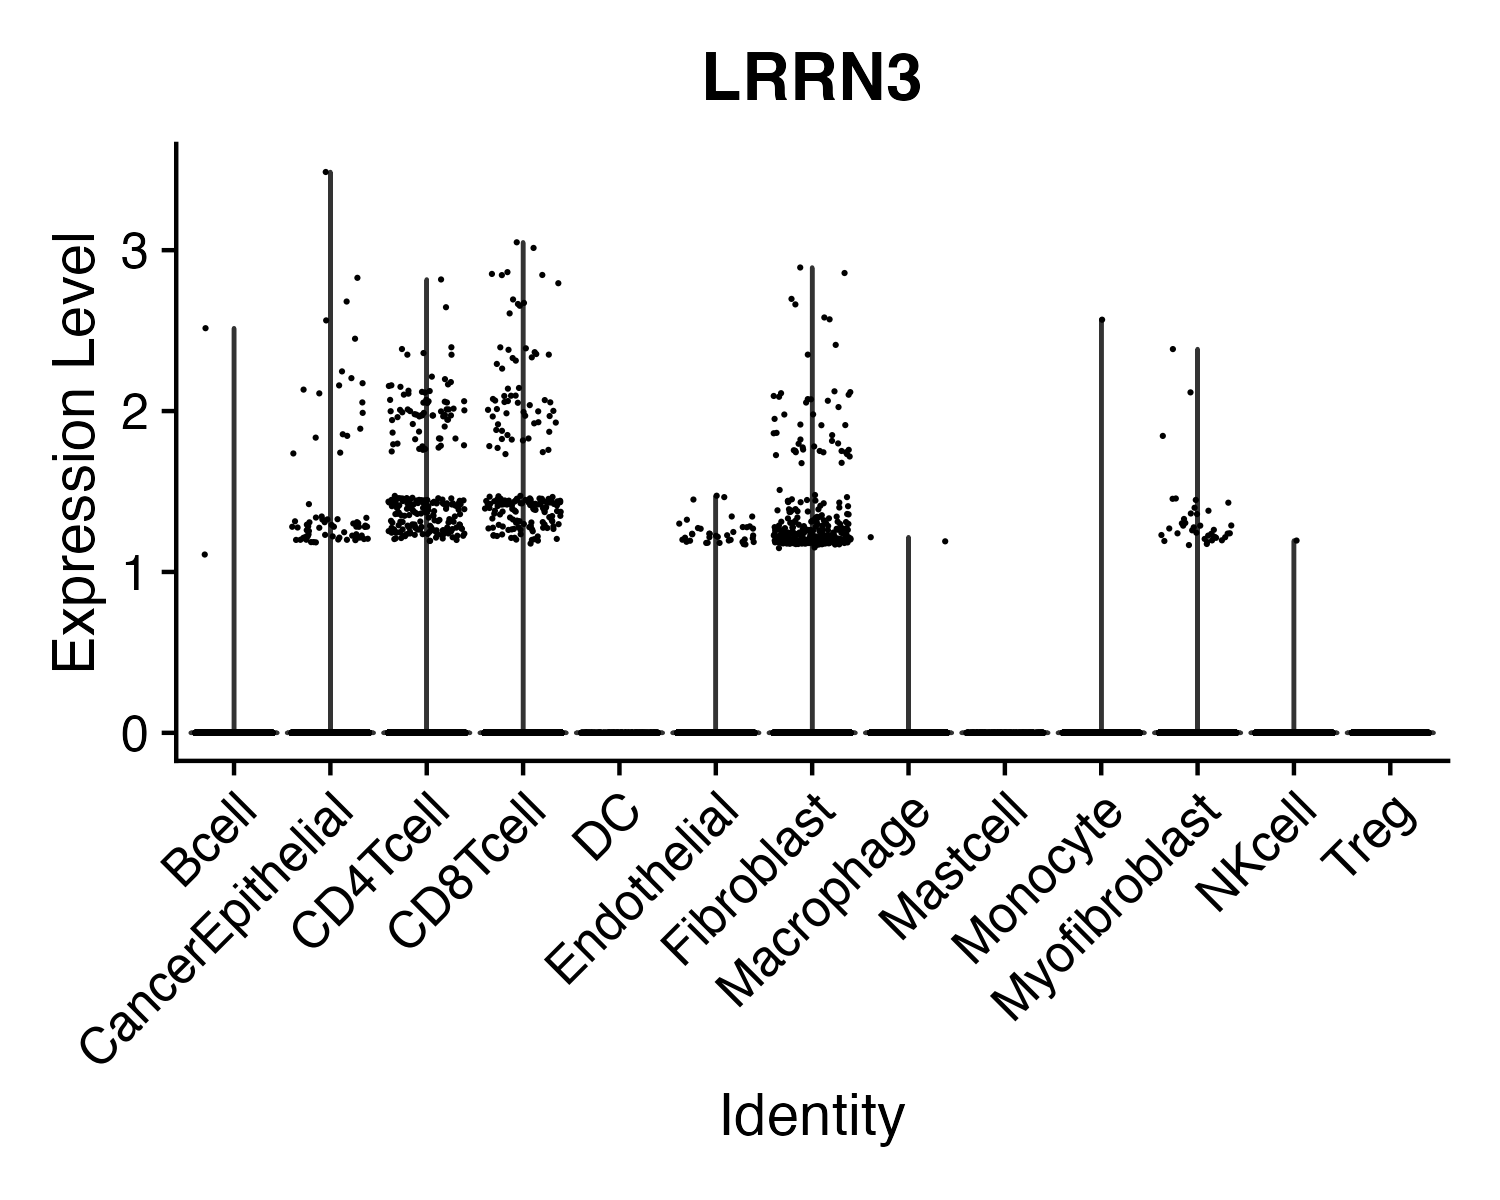 LRRN3
Expression Level
3
2
1
0
Bcell
CancerEpithelial
CD4Tcell
CD8Tcell
DC
Endothelial
Fibroblast
Macrophage
Mastcell
Monocyte
Myofibroblast
NKcell
Treg
Identity